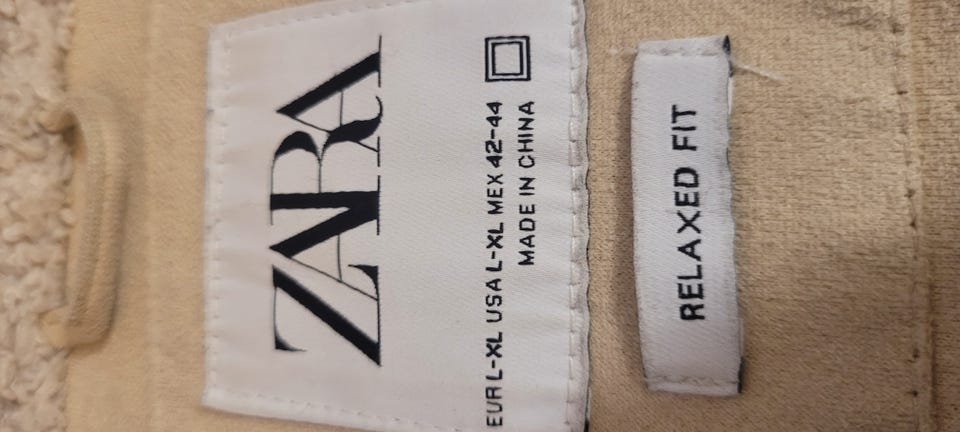 ZARA
EUR L-XL USA L-XL MEX 42-44
MADE IN CHINA
RELAXED FIT